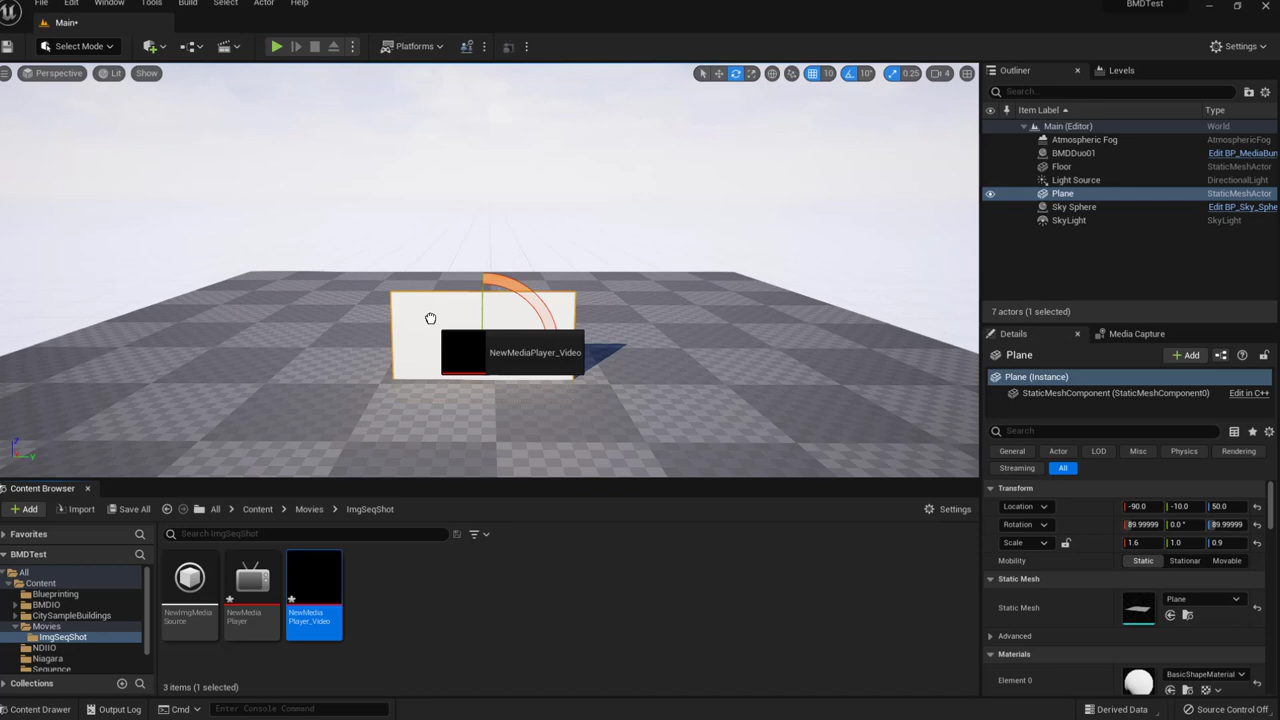 File Edit Window Tools Build Select Actor Help
BMDTest
Main•
Select Mode
Platforms
Settings
Perspective
Lit
Show
10
10°
0.25
4
Outliner
Levels
Search...
Item Label
Type
Main (Editor)
World
Atmospheric Fog
AtmosphericFog
BMDDuo01
Edit BP_MediaBun
Floor
StaticMeshActor
Light Source
DirectionalLight
Plane
StaticMeshActor
Sky Sphere
Edit BP_Sky_Sphe
SkyLight
SkyLight
7 actors (1 selected)
NewMediaPlayer_Video
Details
Media Capture
Plane
Add
Plane (Instance)
StaticMeshComponent (StaticMeshComponent0)
Edit in C++
Search
General
Actor
LOD
Misc
Physics
Rendering
Streaming
All
Transform
Location
-90.0
-10.0
50.0
Rotation
89.99999
0.0 °
89.99999
Scale
1.6
1.0
0.9
Mobility
Static
Stationar
Movable
Static Mesh
Static Mesh
Plane
Advanced
Materials
Element 0
BasicShapeMaterial
Z
Y
Content Browser
Add
Import
Save All
All
Content
Movies
ImgSeqShot
Settings
Favorites
BMDTest
All
Content
Blueprinting
BMDIO
CitySampleBuildings
Movies
ImgSeqShot
NDIIO
Niagara
Sequence
Collections
Search ImgSeqShot
NewImgMedia
Source
NewMedia
Player
NewMedia
Player_Video
3 items (1 selected)
Content Drawer
Output Log
Cmd
Enter Console Command
Derived Data
Source Control Off